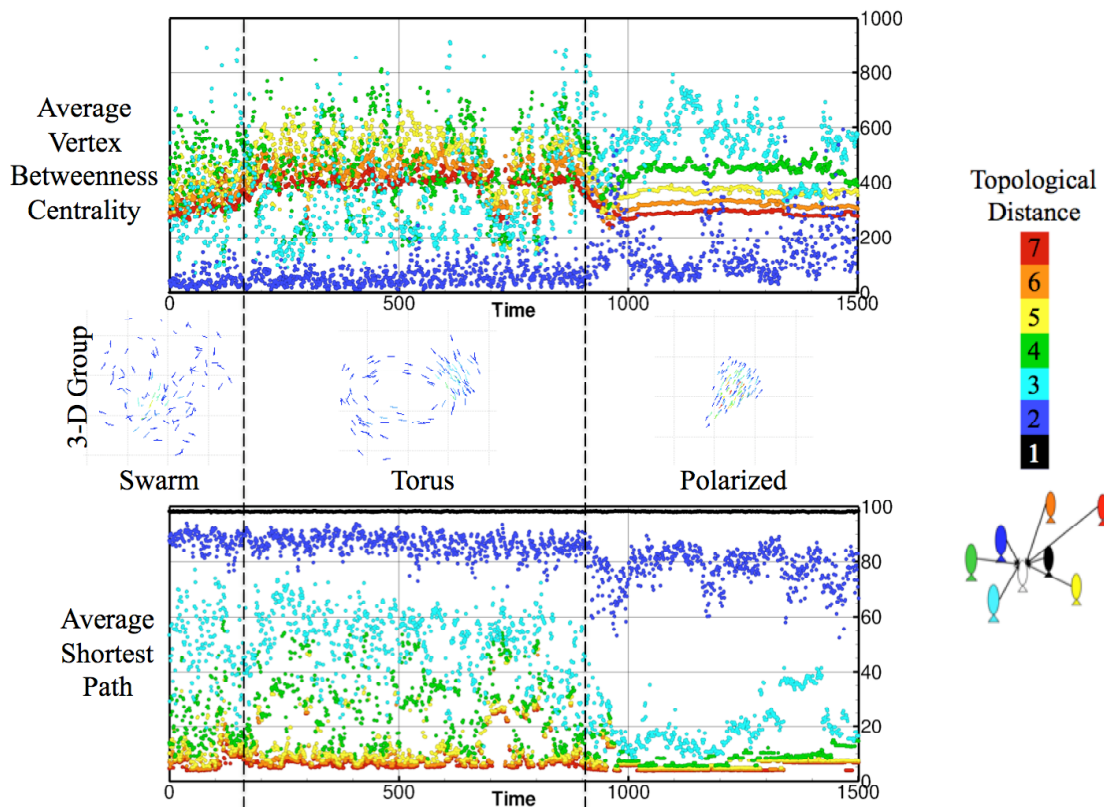 1000
800
600
400
200
0
Average
Vertex
Betweenness
Centrality
0
500
Time
1000
1500
Topological
Distance
7
6
5
4
3
2
1
3-D Group
Swarm
Torus
Polarized
100
80
60
40
20
0
Average
Shortest
Path
0
500
Time
1000
1500